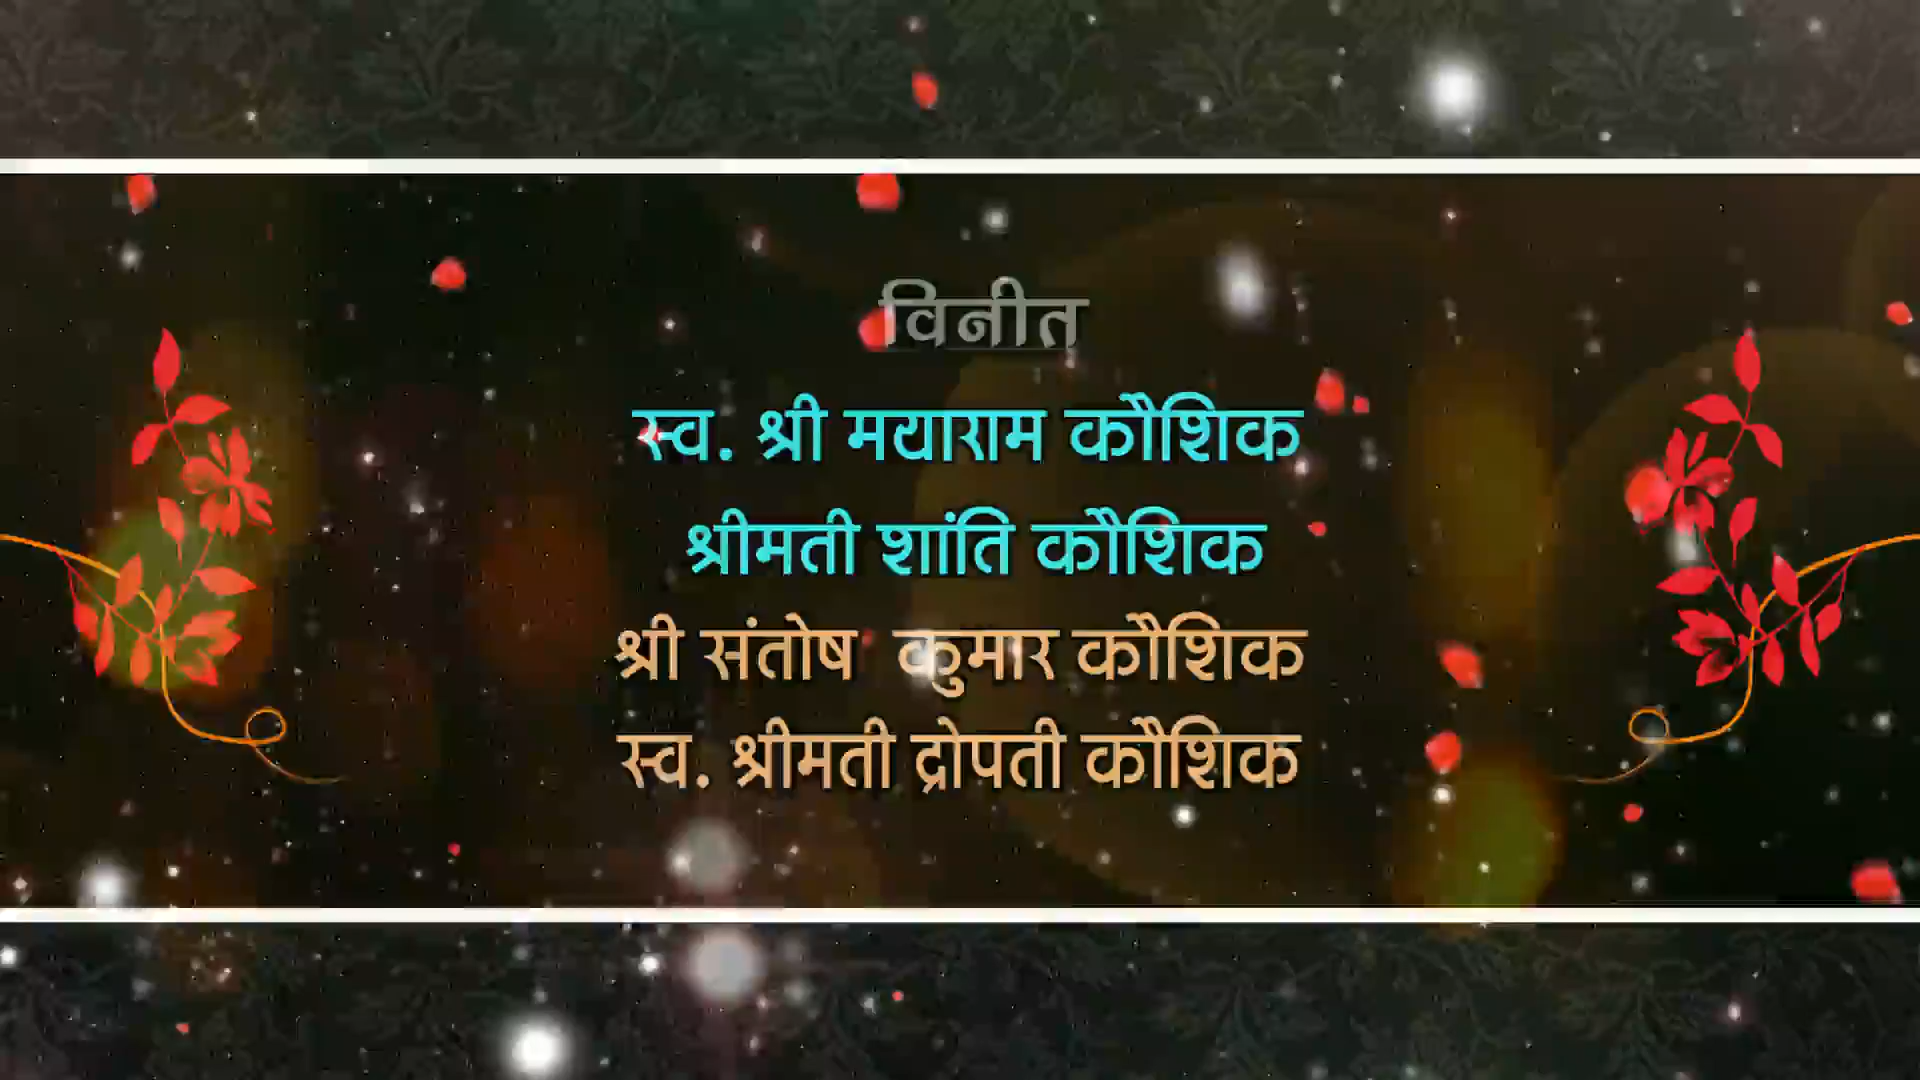 विनीत
स्व. श्री मयाराम कौशिक
श्रीमती शांति कौशिक
श्री संतोष कुमार कौशिक
स्व. श्रीमती द्रोपती कौशिक